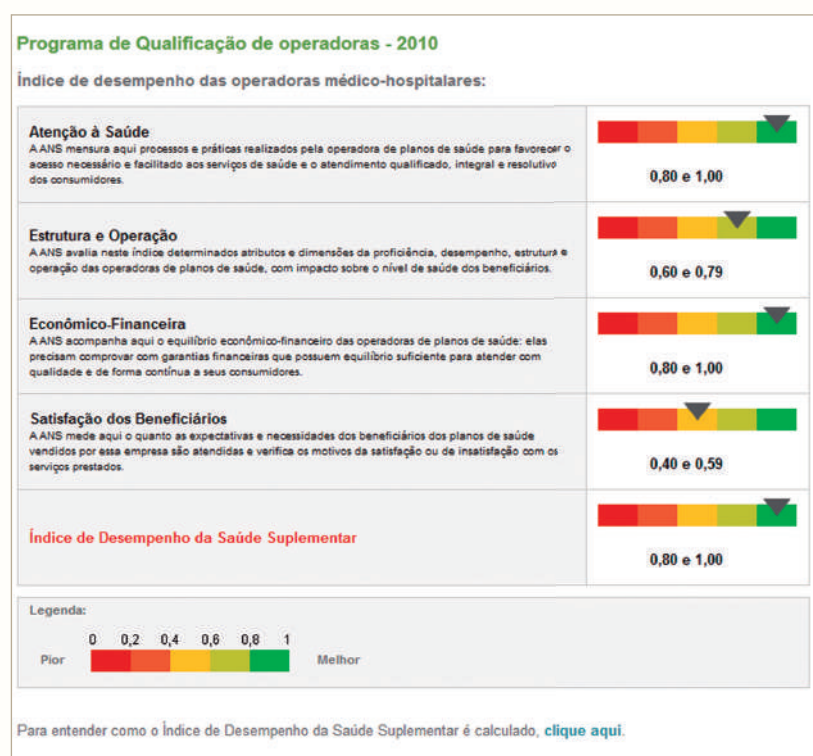 Programa de Qualificação de operadoras - 2010
Índice de desempenho das operadoras médico-hospitalares:
Atenção à Saúde
A ANS mensura aqui processos e práticas realizados pela operadora de planos de saúde para favorecer o
acesso necessário e facilitado aos serviços de saúde e o atendimento qualificado, integral e resolutivo
dos consumidores.
0,80 e 1,00
Estrutura e Operação
A ANS avalia neste índice determinados atributos e dimensões da proficiência, desempenho, estrutura e
operação das operadoras de planos de saúde, com impacto sobre o nível de saúde dos beneficiários.
0,60 e 0,79
Econômico-Financeira
A ANS acompanha aqui o equilíbrio econômico-financeiro das operadoras de planos de saúde: elas
precisam comprovar com garantias financeiras que possuem equilíbrio suficiente para atender com
qualidade e de forma contínua a seus consumidores.
0,80 e 1,00
Satisfação dos Beneficiários
A ANS mede aqui o quanto as expectativas e necessidades dos beneficiários dos planos de saúde
vendidos por essa empresa são atendidas e verifica os motivos da satisfação ou de insatisfação com os
serviços prestados.
0,40 e 0,59
Índice de Desempenho da Saúde Suplementar
0,80 e 1,00
Legenda:
0 0,2 0,4 0,6 0,8 1
Pior Melhor
Para entender como o Índice de Desempenho da Saúde Suplementar é calculado, clique aqui.